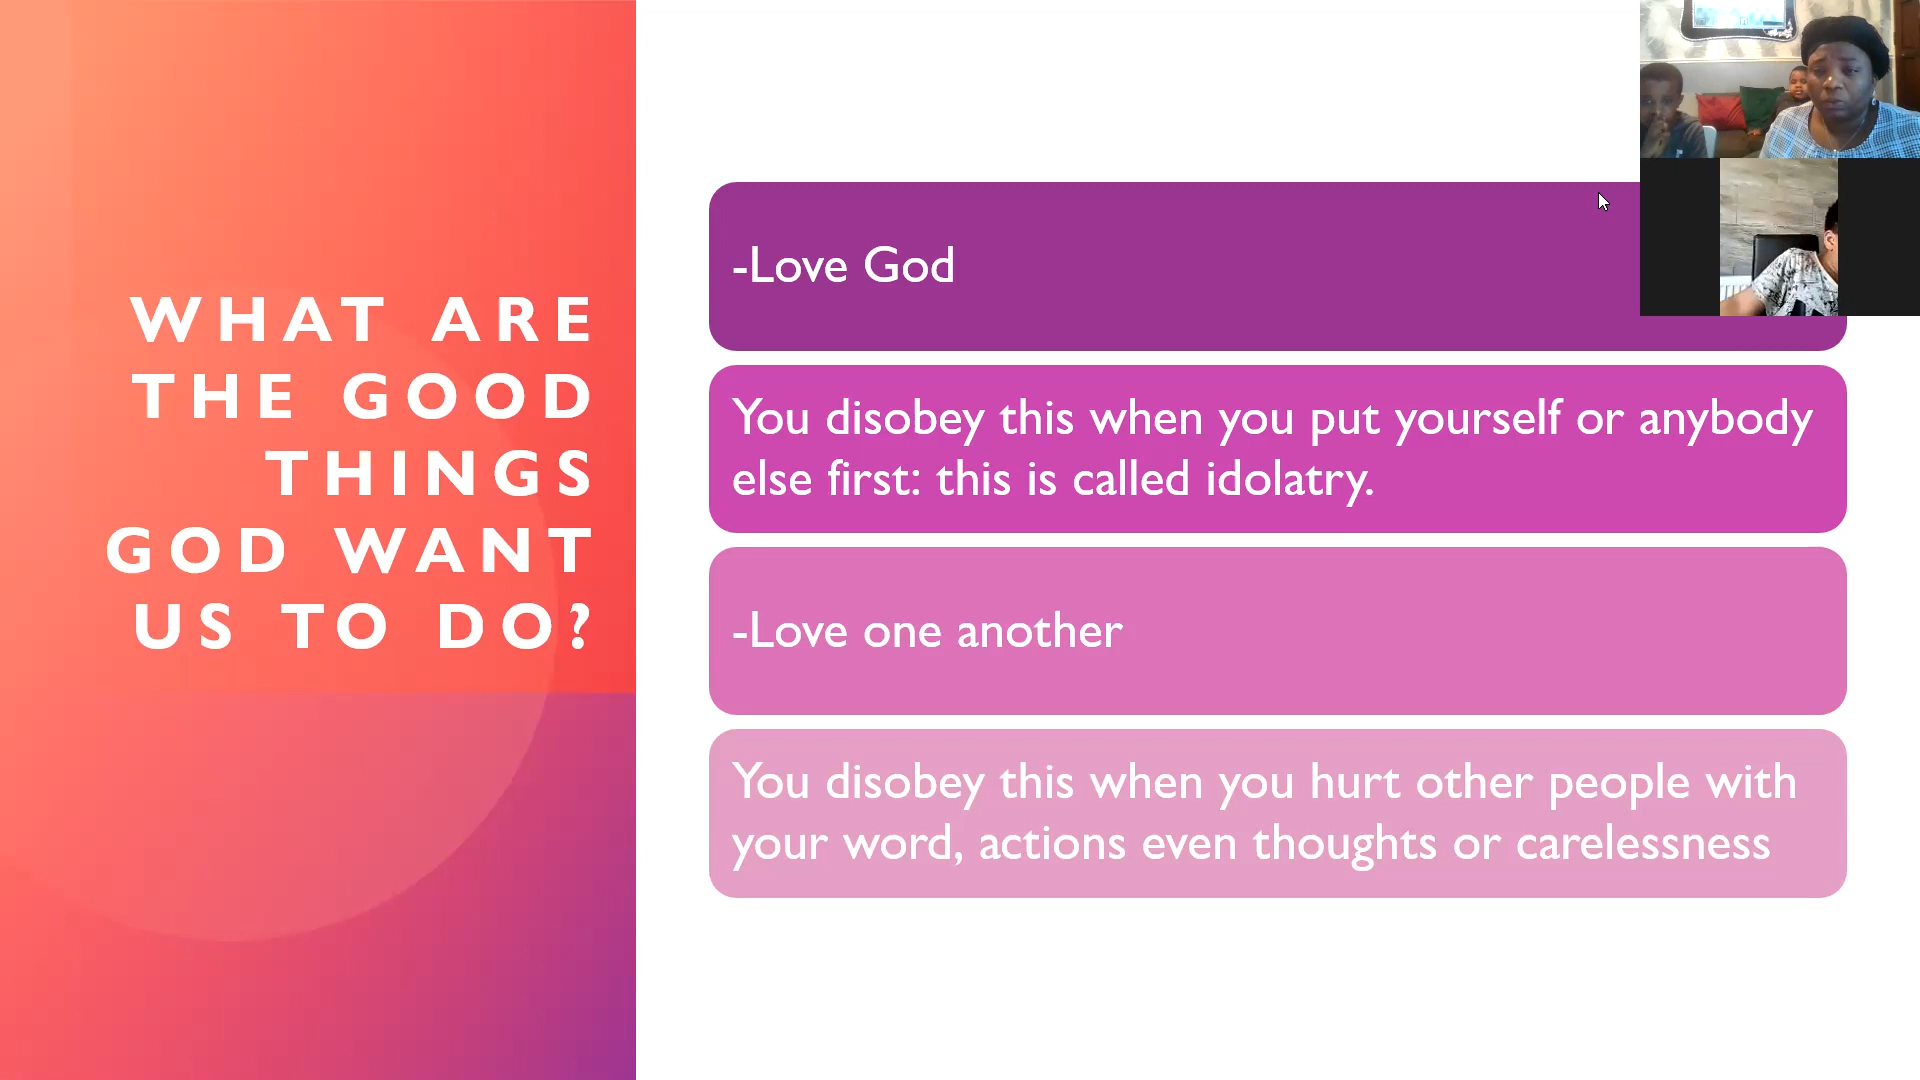 WHAT ARE
THE GOOD
THINGS
GOD WANT
US TO DO?
-Love God
You disobey this when you put yourself or anybody
else first: this is called idolatry.
-Love one another
You disobey this when you hurt other people with
your word, actions even thoughts or carelessness